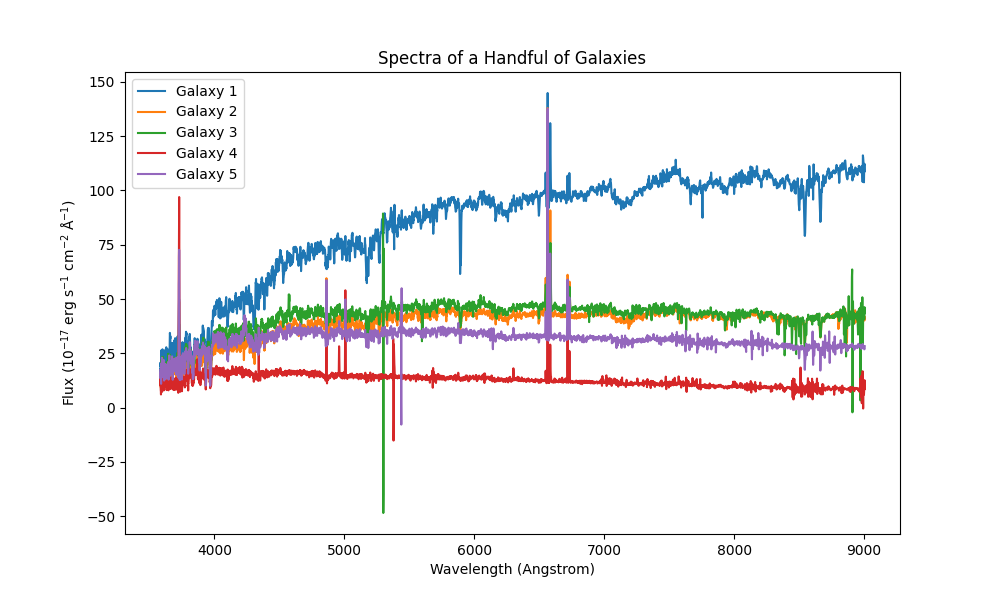 Spectra of a Handful of Galaxies
Galaxy 1
Galaxy 2
Galaxy 3
Galaxy 4
Galaxy 5
150
125
100
75
50
25
0
−25
−50
Flux (10⁻¹⁷ erg s⁻¹ cm⁻² Å⁻¹)
4000 5000 6000 7000 8000 9000
Wavelength (Angstrom)